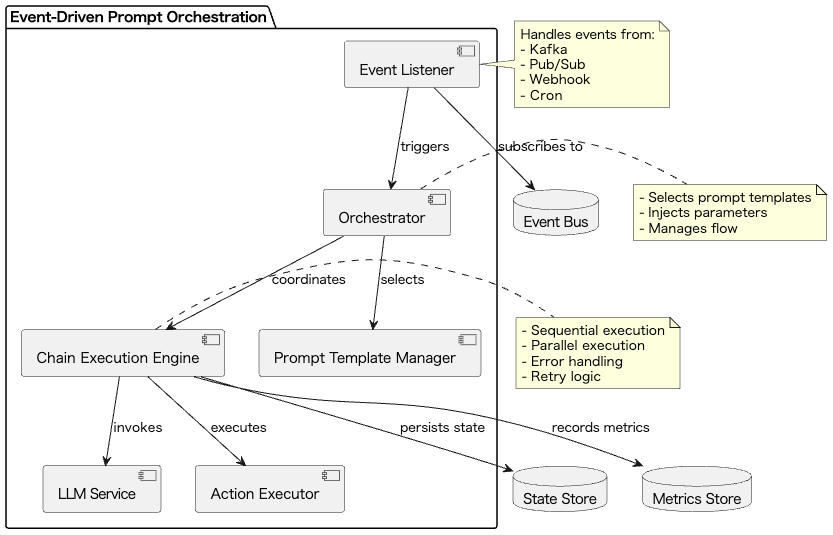 Event-Driven Prompt Orchestration
Event Listener
Handles events from:
- Kafka
- Pub/Sub
- Webhook
- Cron
triggers
subscribes to
Orchestrator
Event Bus
- Selects prompt templates
- Injects parameters
- Manages flow
coordinates
selects
Chain Execution Engine
Prompt Template Manager
- Sequential execution
- Parallel execution
- Error handling
- Retry logic
invokes
executes
persists state
records metrics
LLM Service
Action Executor
State Store
Metrics Store